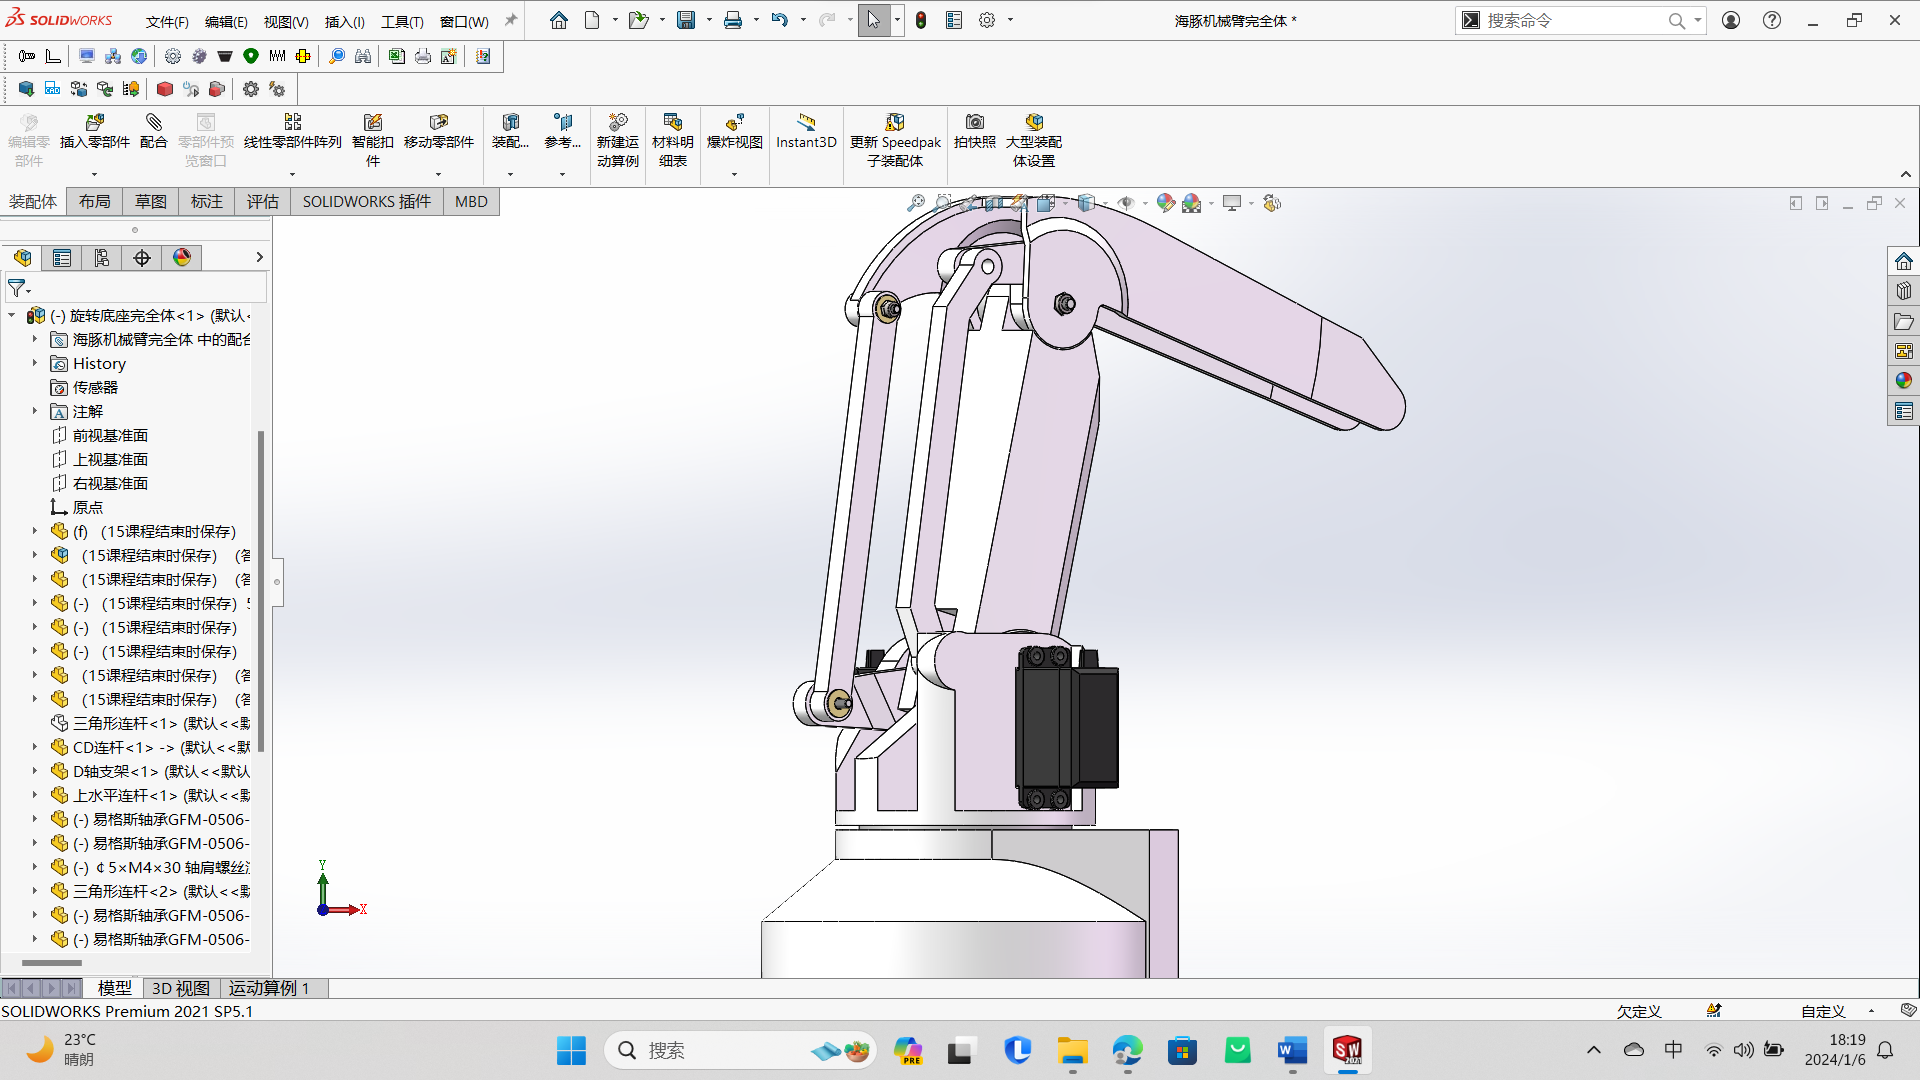 SOLIDWORKS 文件(F) 编辑(E) 视图(V) 插入(I) 工具(T) 窗口(W) 海豚机械臂完全体 * 搜索命令
编辑零部件 插入零部件 配合 零部件预览窗口 线性零部件阵列 智能扣件 移动零部件 装配... 参考... 新建运动算例 材料明细表 爆炸视图 Instant3D 更新 Speedpak 子装配体 拍快照 大型装配体设置
装配体 布局 草图 标注 评估 SOLIDWORKS 插件 MBD
(-) 旋转底座完全体<1> (默认<
海豚机械臂完全体 中的配合
History
传感器
注解
前视基准面
上视基准面
右视基准面
原点
(f) (15课程结束时保存)
(15课程结束时保存)
(15课程结束时保存)
(-) (15课程结束时保存)
(-) (15课程结束时保存)
(-) (15课程结束时保存)
(15课程结束时保存)
(15课程结束时保存)
三角形连杆<1> (默认<<默
CD连杆<1> -> (默认<<默
D轴支架<1> (默认<<默认
上水平连杆<1> (默认<<默
(-) 易格斯轴承GFM-0506-
(-) 易格斯轴承GFM-0506-
(-) ¢5×M4×30 轴肩螺丝
三角形连杆<2> (默认<<默
(-) 易格斯轴承GFM-0506-
(-) 易格斯轴承GFM-0506-
Y
X
模型 3D 视图 运动算例 1
SOLIDWORKS Premium 2021 SP5.1 欠定义 自定义
23°C
晴朗
搜索
PRE
中
18:19
2024/1/6